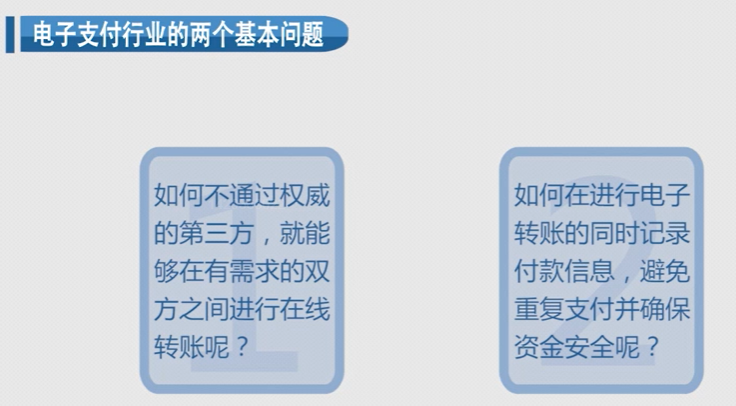 电子支付行业的两个基本问题
1
如何不通过权威
的第三方，就能
够在有需求的双
方之间进行在线
转账呢？
2
如何在进行电子
转账的同时记录
付款信息，避免
重复支付并确保
资金安全呢？